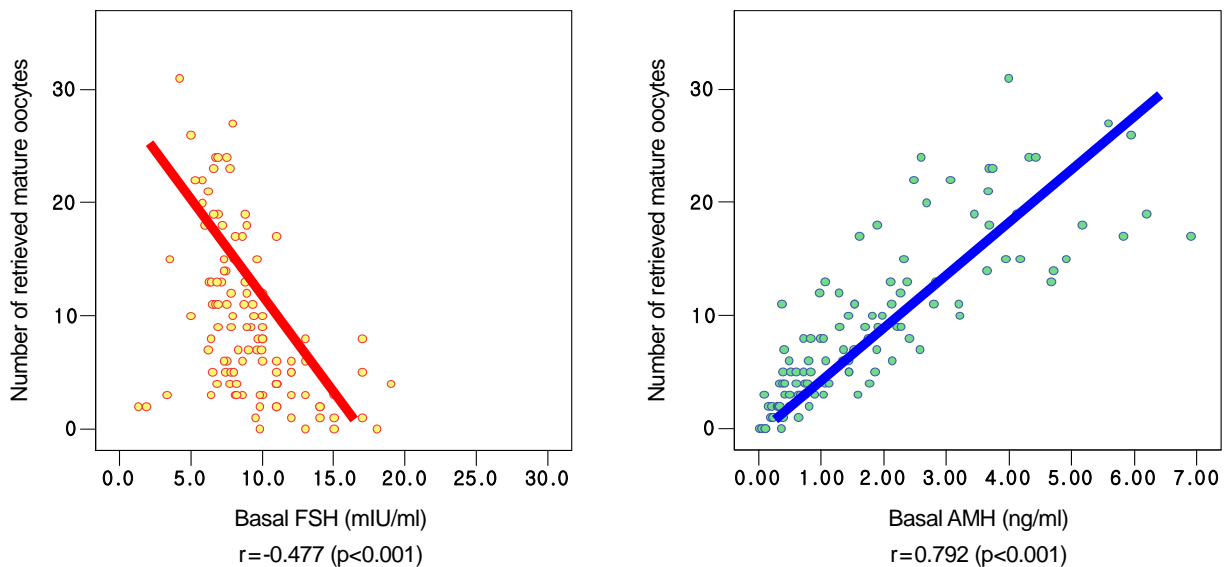 Number of retrieved mature oocytes
30
20
10
0
0.0 5.0 10.0 15.0 20.0 25.0 30.0
Basal FSH (mIU/ml)
r=-0.477 (p<0.001)
Number of retrieved mature oocytes
30
20
10
0
0.00 1.00 2.00 3.00 4.00 5.00 6.00 7.00
Basal AMH (ng/ml)
r=0.792 (p<0.001)